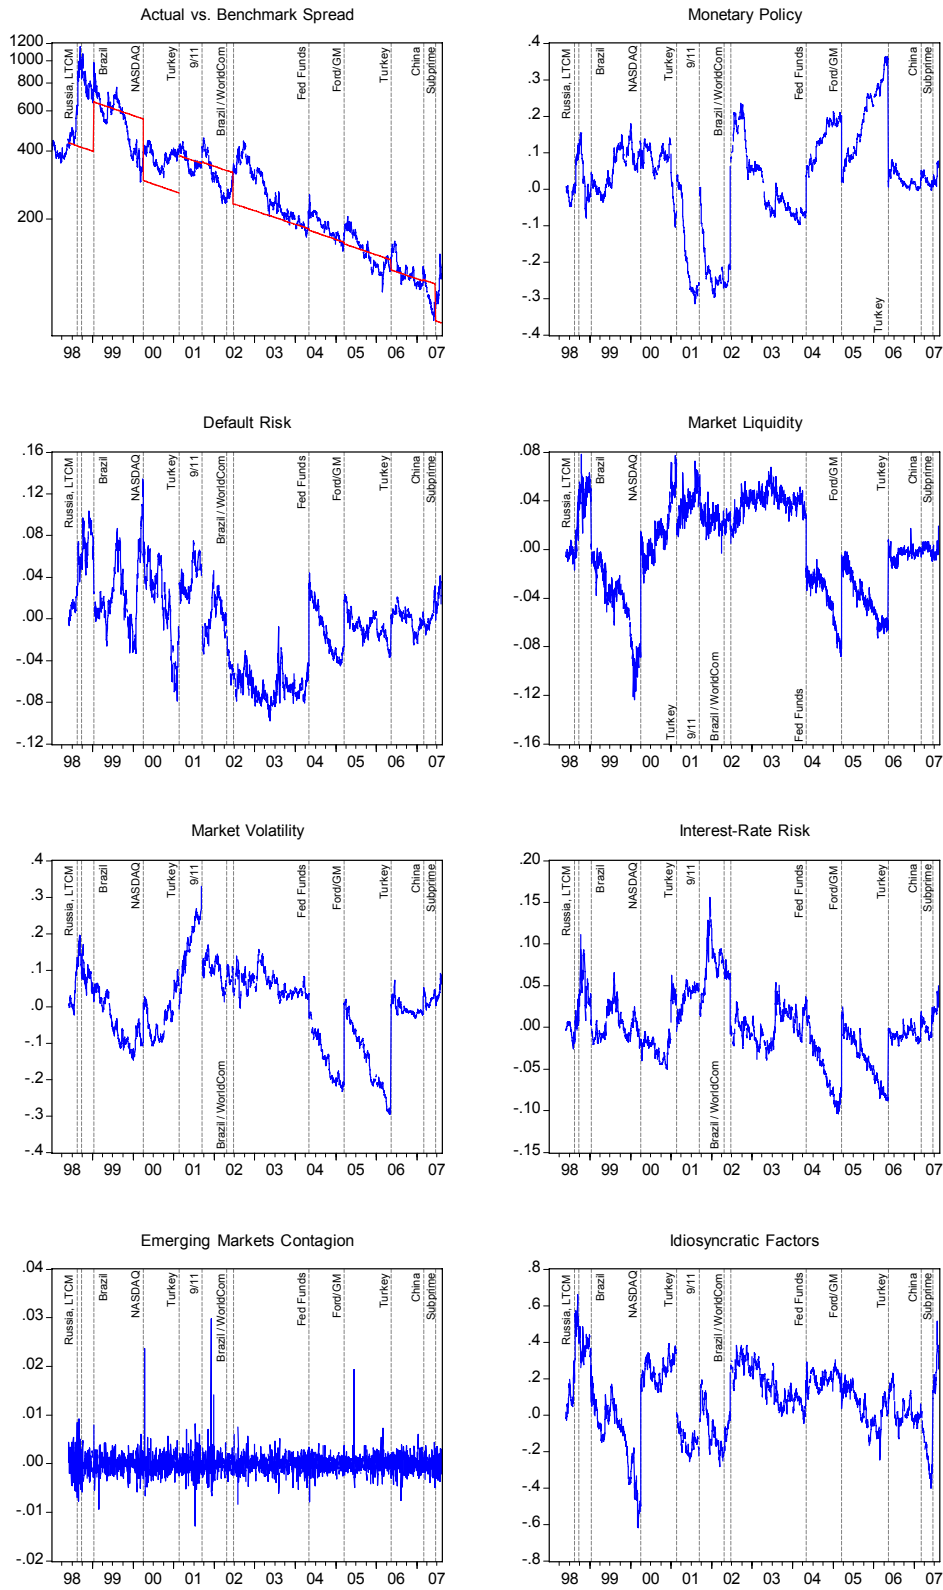 Actual vs. Benchmark Spread
1200
1000
800
600
400
200
Russia, LTCM
Brazil
NASDAQ
Turkey
9/11
Brazil / WorldCom
Fed Funds
Ford/GM
Turkey
China
Subprime
98 99 00 01 02 03 04 05 06 07
Monetary Policy
.4
.3
.2
.1
.0
-.1
-.2
-.3
-.4
Russia, LTCM
Brazil
NASDAQ
Turkey
9/11
Brazil / WorldCom
Fed Funds
Ford/GM
Turkey
China
Subprime
98 99 00 01 02 03 04 05 06 07
Default Risk
.16
.12
.08
.04
.00
-.04
-.08
-.12
Russia, LTCM
Brazil
NASDAQ
Turkey
9/11
Brazil / WorldCom
Fed Funds
Ford/GM
Turkey
China
Subprime
98 99 00 01 02 03 04 05 06 07
Market Liquidity
.08
.04
.00
-.04
-.08
-.12
-.16
Russia, LTCM
Brazil
NASDAQ
Turkey
9/11
Brazil / WorldCom
Fed Funds
Ford/GM
Turkey
China
Subprime
98 99 00 01 02 03 04 05 06 07
Market Volatility
.4
.3
.2
.1
.0
-.1
-.2
-.3
-.4
Russia, LTCM
Brazil
NASDAQ
Turkey
9/11
Brazil / WorldCom
Fed Funds
Ford/GM
Turkey
China
Subprime
98 99 00 01 02 03 04 05 06 07
Interest-Rate Risk
.20
.15
.10
.05
.00
-.05
-.10
-.15
Russia, LTCM
Brazil
NASDAQ
Turkey
9/11
Brazil / WorldCom
Fed Funds
Ford/GM
Turkey
China
Subprime
98 99 00 01 02 03 04 05 06 07
Emerging Markets Contagion
.04
.03
.02
.01
.00
-.01
-.02
Russia, LTCM
Brazil
NASDAQ
Turkey
9/11
Brazil / WorldCom
Fed Funds
Ford/GM
Turkey
China
Subprime
98 99 00 01 02 03 04 05 06 07
Idiosyncratic Factors
.8
.6
.4
.2
.0
-.2
-.4
-.6
-.8
Russia, LTCM
Brazil
NASDAQ
Turkey
9/11
Brazil / WorldCom
Fed Funds
Ford/GM
Turkey
China
Subprime
98 99 00 01 02 03 04 05 06 07